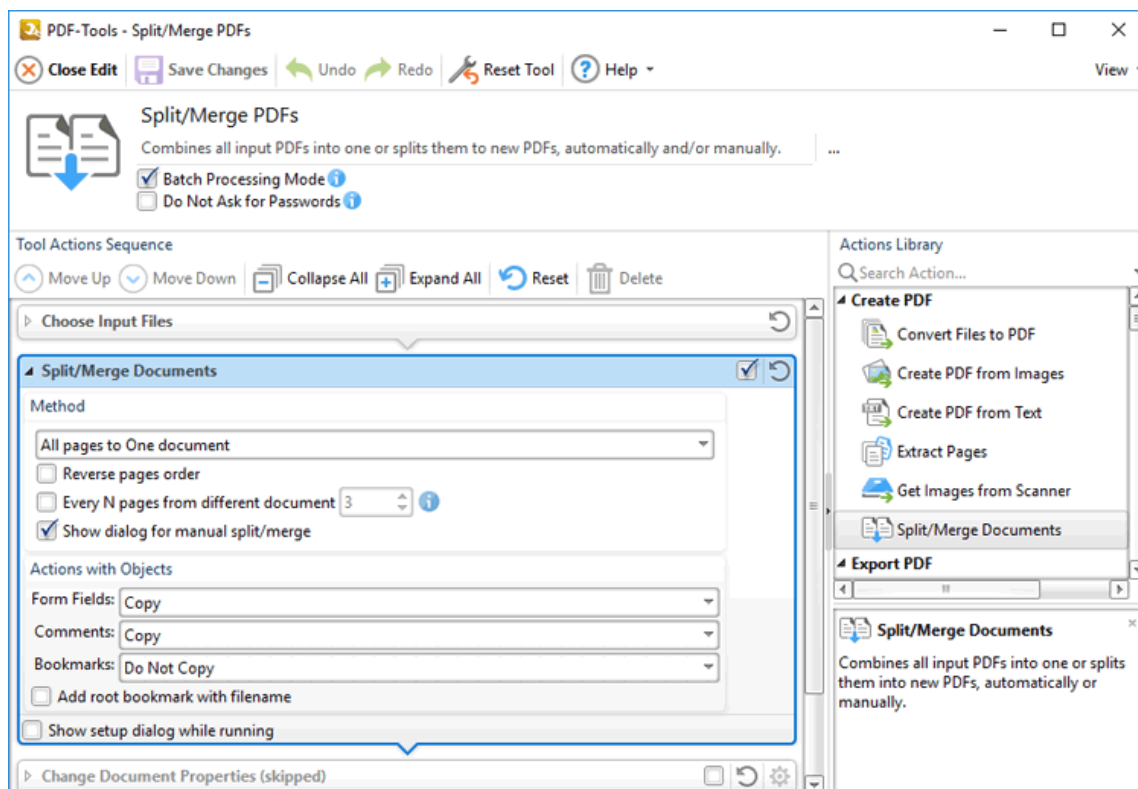 PDF-Tools - Split/Merge PDFs
Close Edit Save Changes Undo Redo Reset Tool ? Help View
Split/Merge PDFs
Combines all input PDFs into one or splits them to new PDFs, automatically and/or manually. ...
Batch Processing Mode i
Do Not Ask for Passwords i
Tool Actions Sequence
Move Up Move Down Collapse All Expand All Reset Delete
Choose Input Files
Split/Merge Documents
Method
All pages to One document
Reverse pages order
Every N pages from different document 3 i
Show dialog for manual split/merge
Actions with Objects
Form Fields: Copy
Comments: Copy
Bookmarks: Do Not Copy
Add root bookmark with filename
Show setup dialog while running
Change Document Properties (skipped)
Actions Library
Search Action...
Create PDF
Convert Files to PDF
Create PDF from Images
Create PDF from Text
Extract Pages
Get Images from Scanner
Split/Merge Documents
Export PDF
Split/Merge Documents
Combines all input PDFs into one or splits
them into new PDFs, automatically or
manually.